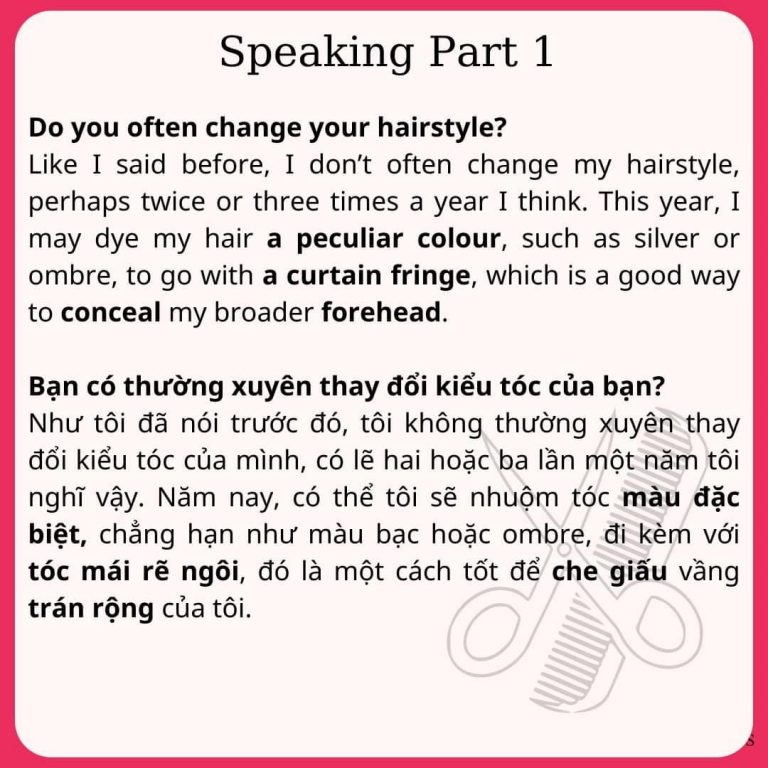 Speaking Part 1
Do you often change your hairstyle?
Like I said before, I don’t often change my hairstyle,
perhaps twice or three times a year I think. This year, I
may dye my hair a peculiar colour, such as silver or
ombre, to go with a curtain fringe, which is a good way
to conceal my broader forehead.
Bạn có thường xuyên thay đổi kiểu tóc của bạn?
Như tôi đã nói trước đó, tôi không thường xuyên thay
đổi kiểu tóc của mình, có lẽ hai hoặc ba lần một năm tôi
nghĩ vậy. Năm nay, có thể tôi sẽ nhuộm tóc màu đặc
biệt, chẳng hạn như màu bạc hoặc ombre, đi kèm với
tóc mái rẽ ngôi, đó là một cách tốt để che giấu vầng
trán rộng của tôi.